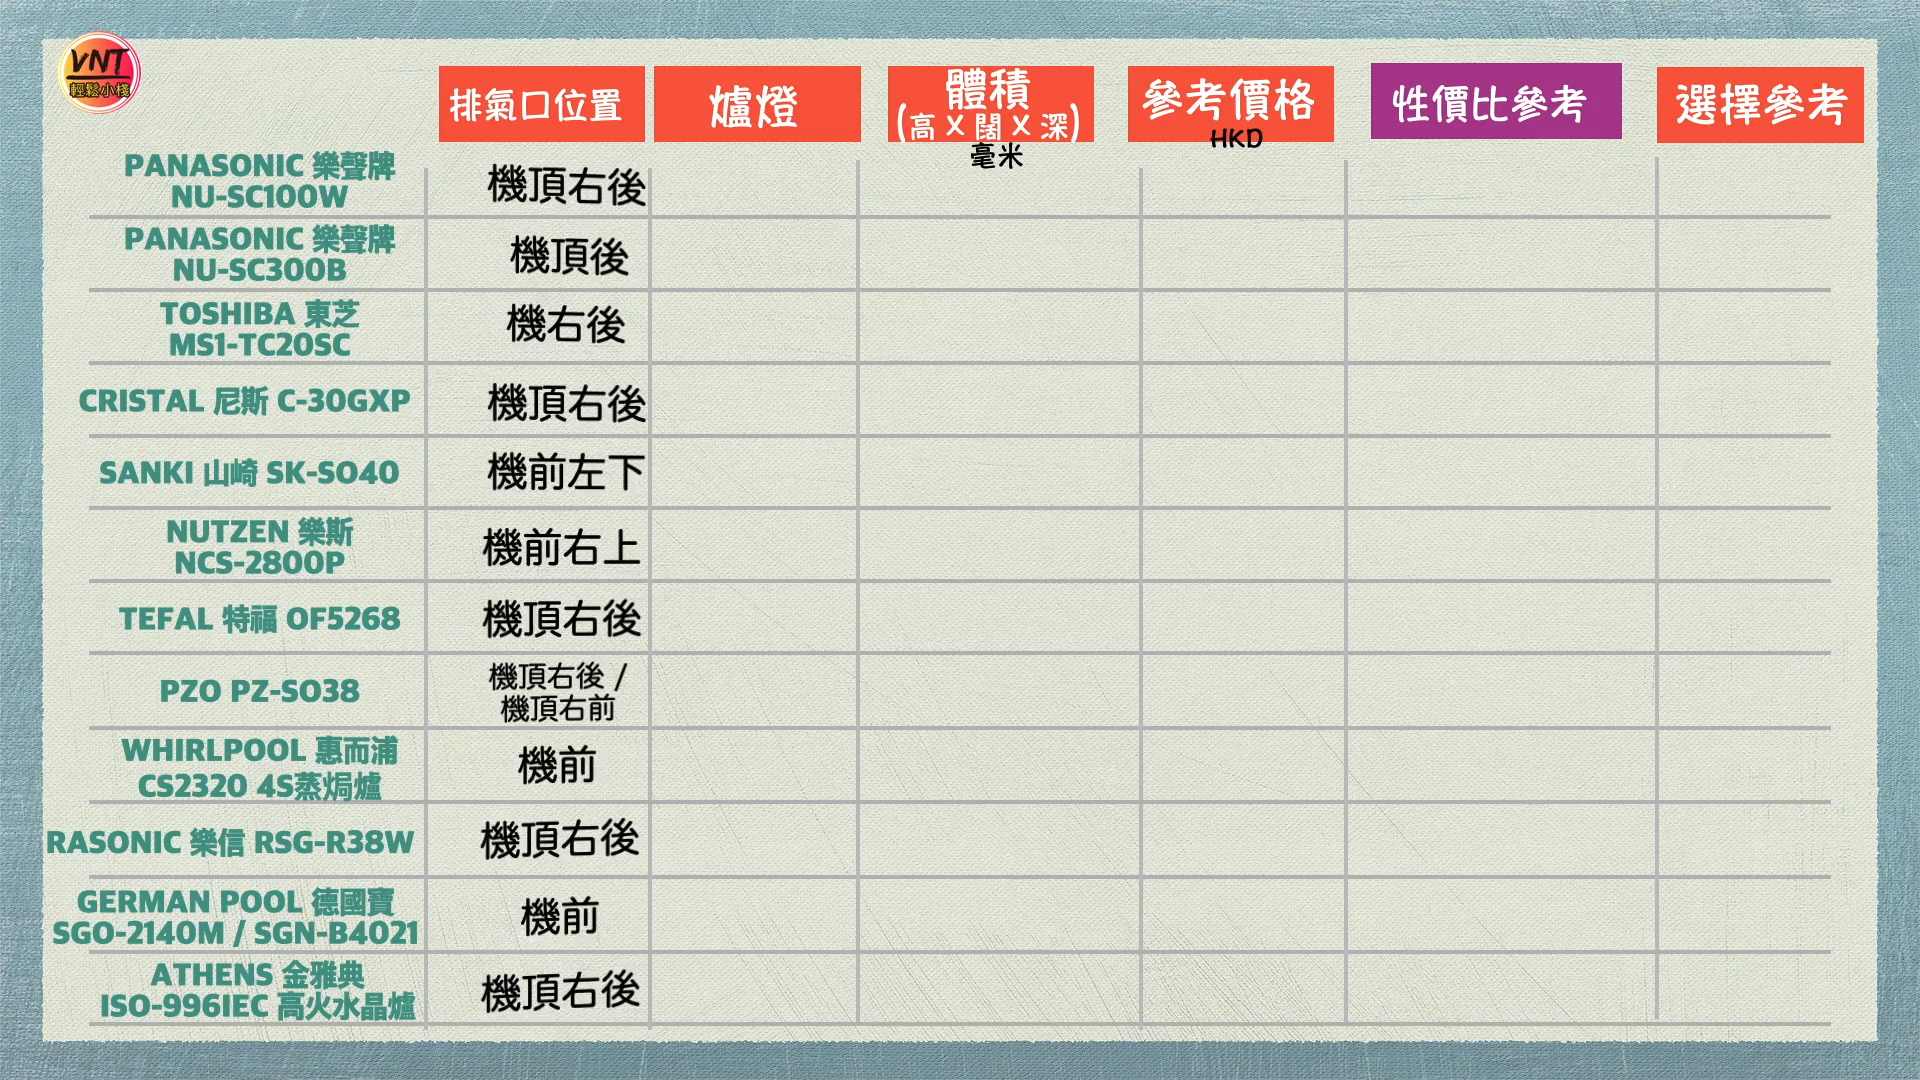 VNT
輕鬆小棧
排氣口位置
爐燈
體積
(高 X 闊 X 深)
毫米
參考價格
HKD
性價比參考
選擇參考
PANASONIC 樂聲牌
NU-SC100W
機頂右後
PANASONIC 樂聲牌
NU-SC300B
機頂後
TOSHIBA 東芝
MS1-TC20SC
機右後
CRISTAL 尼斯 C-30GXP
機頂右後
SANKI 山崎 SK-SO40
機前左下
NUTZEN 樂斯
NCS-2800P
機前右上
TEFAL 特福 OF5268
機頂右後
PZO PZ-SO38
機頂右後 /
機頂右前
WHIRLPOOL 惠而浦
CS2320 4S蒸焗爐
機前
RASONIC 樂信 RSG-R38W
機頂右後
GERMAN POOL 德國寶
SGO-2140M / SGN-B4021
機前
ATHENS 金雅典
ISO-996IEC 高火水晶爐
機頂右後